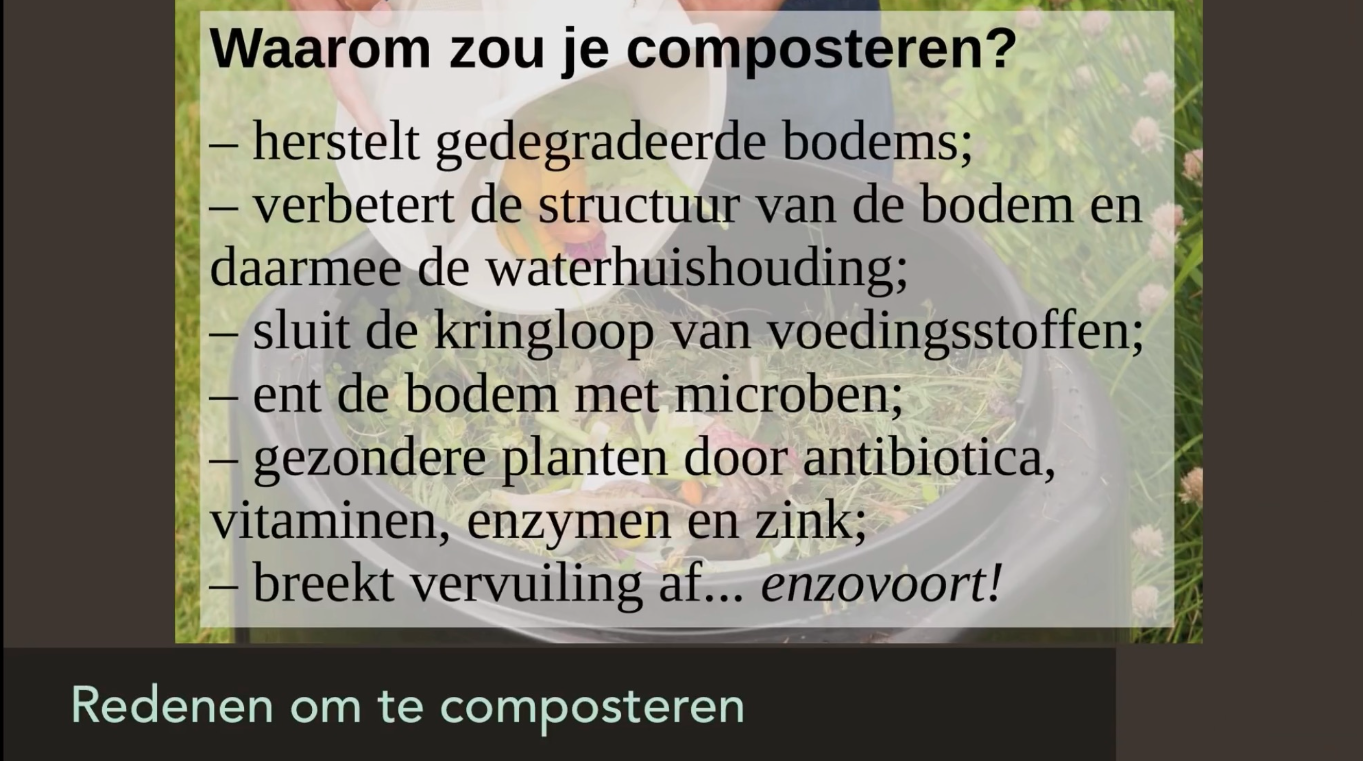 Waarom zou je composteren?
– herstelt gedegradeerde bodems;
– verbetert de structuur van de bodem en
daarmee de waterhuishouding;
– sluit de kringloop van voedingsstoffen;
– ent de bodem met microben;
– gezondere planten door antibiotica,
vitaminen, enzymen en zink;
– breekt vervuiling af... enzovoort!
Redenen om te composteren